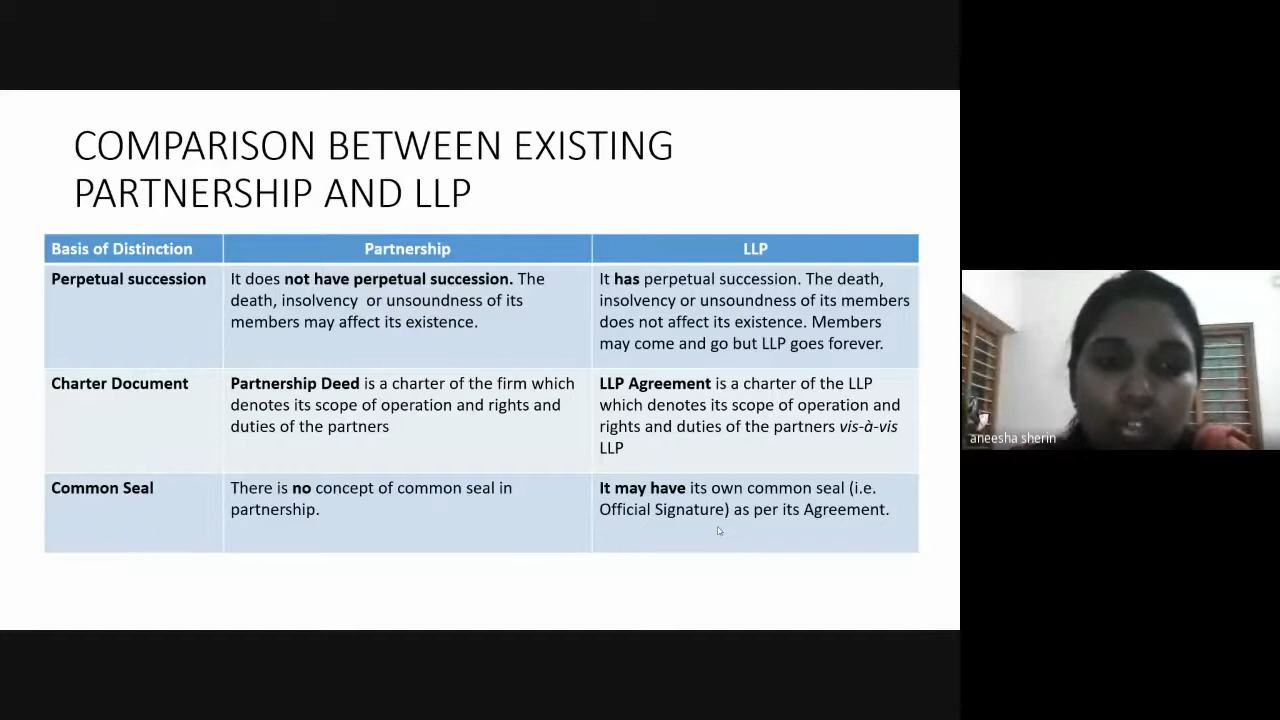 COMPARISON BETWEEN EXISTING
PARTNERSHIP AND LLP
Basis of Distinction
Partnership
LLP
Perpetual succession
It does not have perpetual succession. The
death, insolvency or unsoundness of its
members may affect its existence.
It has perpetual succession. The death,
insolvency or unsoundness of its members
does not affect its existence. Members
may come and go but LLP goes forever.
Charter Document
Partnership Deed is a charter of the firm which
denotes its scope of operation and rights and
duties of the partners
LLP Agreement is a charter of the LLP
which denotes its scope of operation and
rights and duties of the partners vis-à-vis
LLP
Common Seal
There is no concept of common seal in
partnership.
It may have its own common seal (i.e.
Official Signature) as per its Agreement.
aneesha sherin